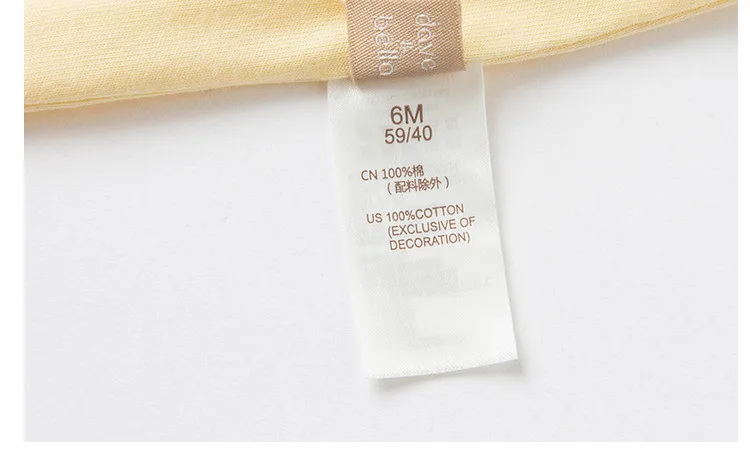 dave
&
bella
6M
59/40
CN 100%棉
（配料除外）
US 100%COTTON
(EXCLUSIVE OF
DECORATION)